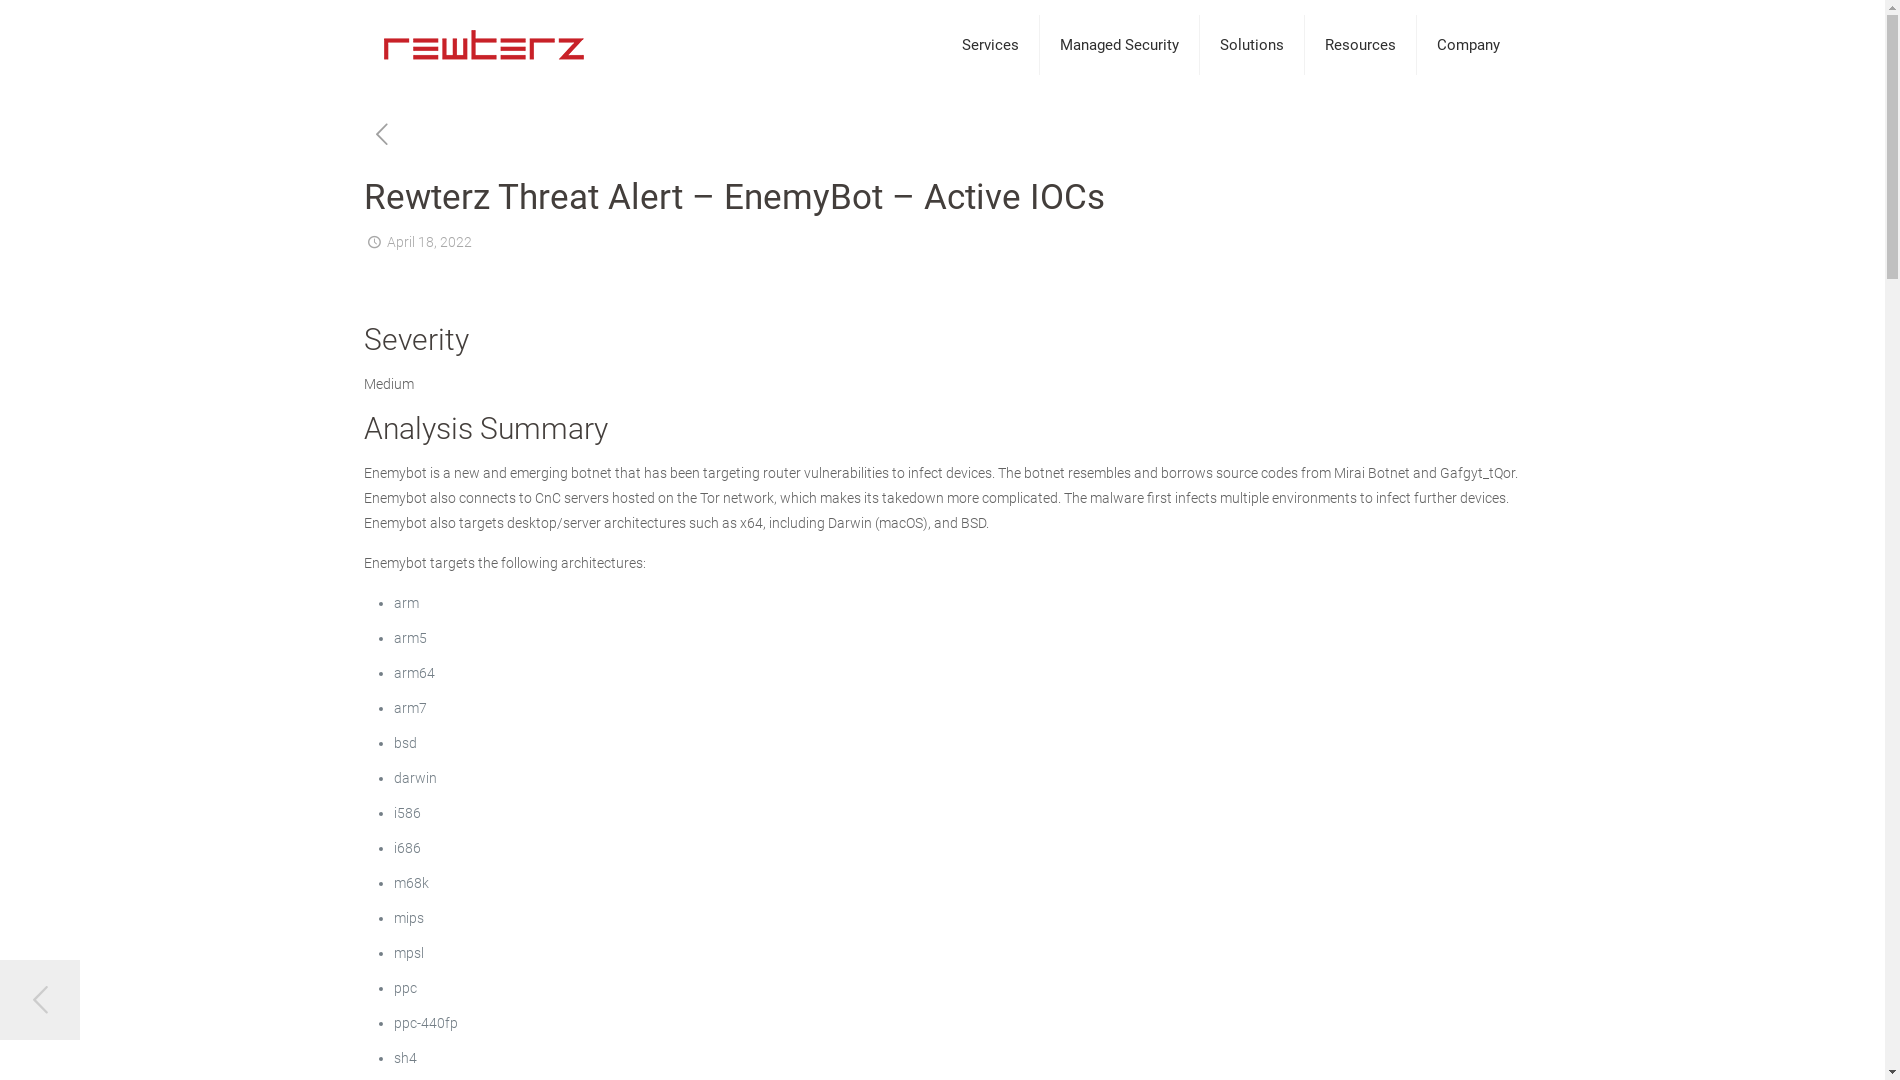 rewterz
Services
Managed Security
Solutions
Resources
Company
Rewterz Threat Alert – EnemyBot – Active IOCs
April 18, 2022
Severity
Medium
Analysis Summary
Enemybot is a new and emerging botnet that has been targeting router vulnerabilities to infect devices. The botnet resembles and borrows source codes from Mirai Botnet and Gafgyt_tQor.
Enemybot also connects to CnC servers hosted on the Tor network, which makes its takedown more complicated. The malware first infects multiple environments to infect further devices.
Enemybot also targets desktop/server architectures such as x64, including Darwin (macOS), and BSD.
Enemybot targets the following architectures:
arm
arm5
arm64
arm7
bsd
darwin
i586
i686
m68k
mips
mpsl
ppc
ppc-440fp
sh4